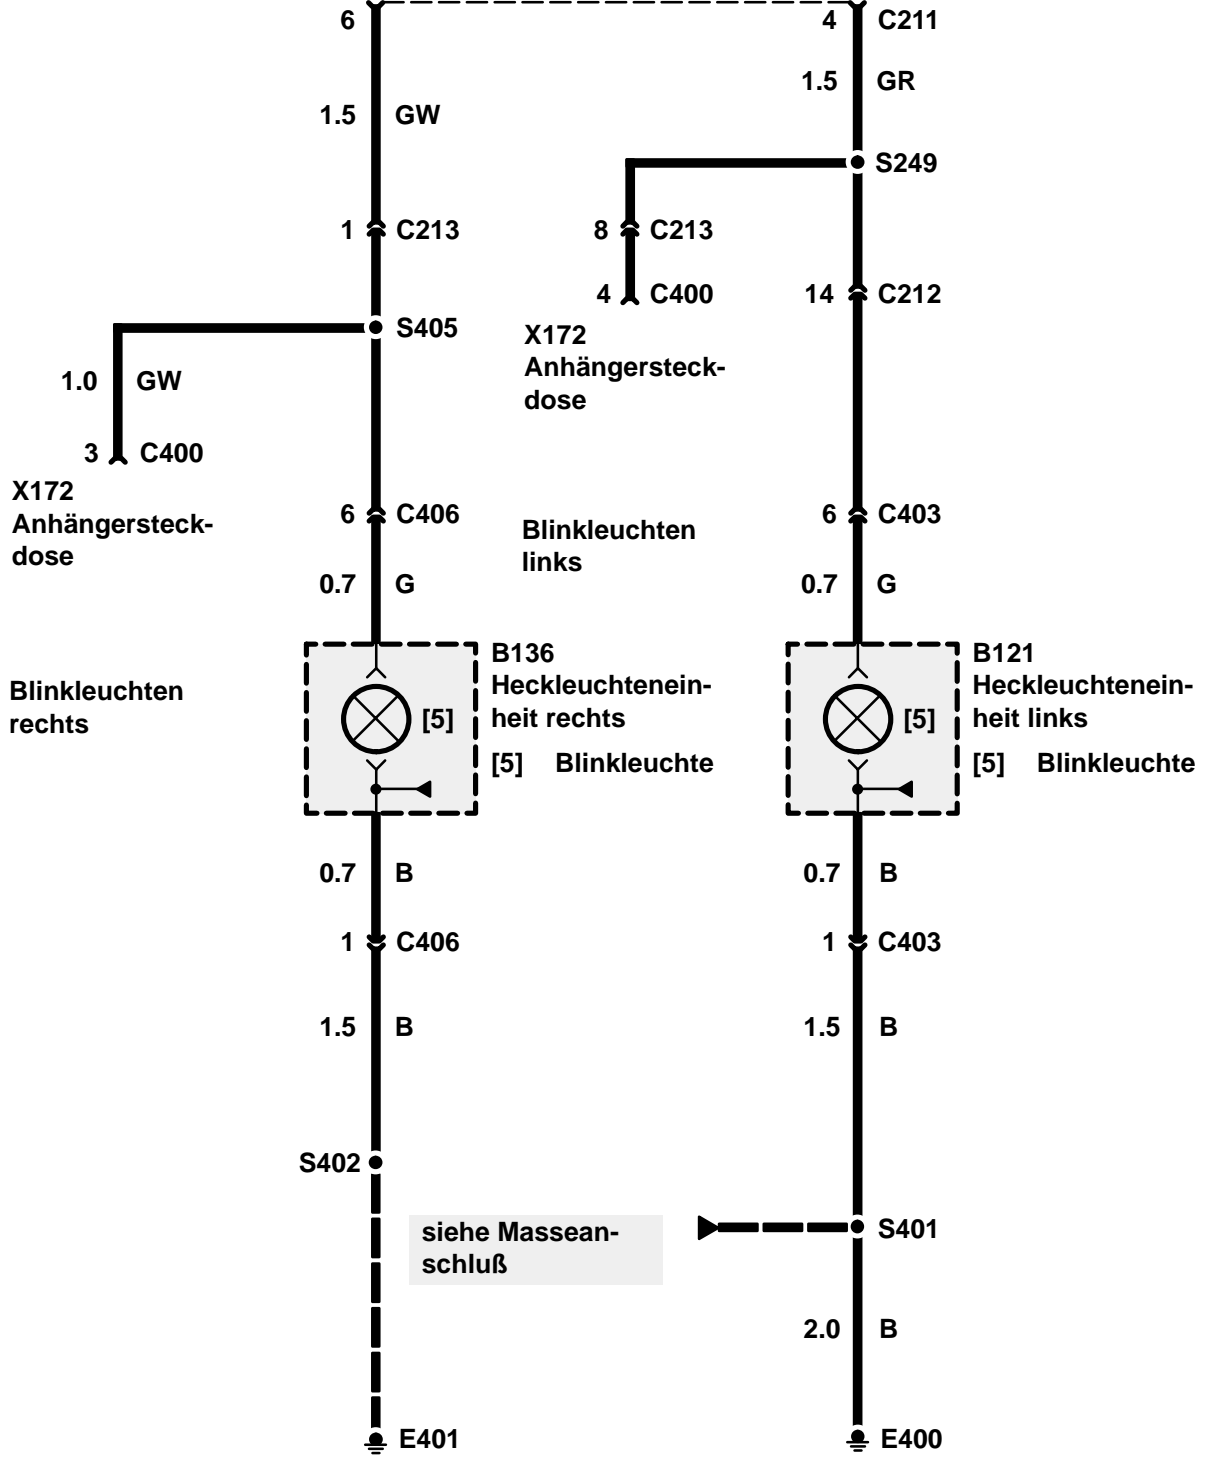 6
4 C211
1.5 GR
1.5 GW
S249
1 C213
8 C213
4 C400
14 C212
S405
X172
Anhängersteck-
dose
1.0 GW
3 C400
X172
Anhängersteck-
dose
6 C406
Blinkleuchten
links
6 C403
0.7 G
0.7 G
Blinkleuchten
rechts
[5]
B136
Heckleuchtenein-
heit rechts
[5] Blinkleuchte
[5]
B121
Heckleuchtenein-
heit links
[5] Blinkleuchte
0.7 B
0.7 B
1 C406
1 C403
1.5 B
1.5 B
S402
siehe Massean-
schluß
S401
2.0 B
E401
E400